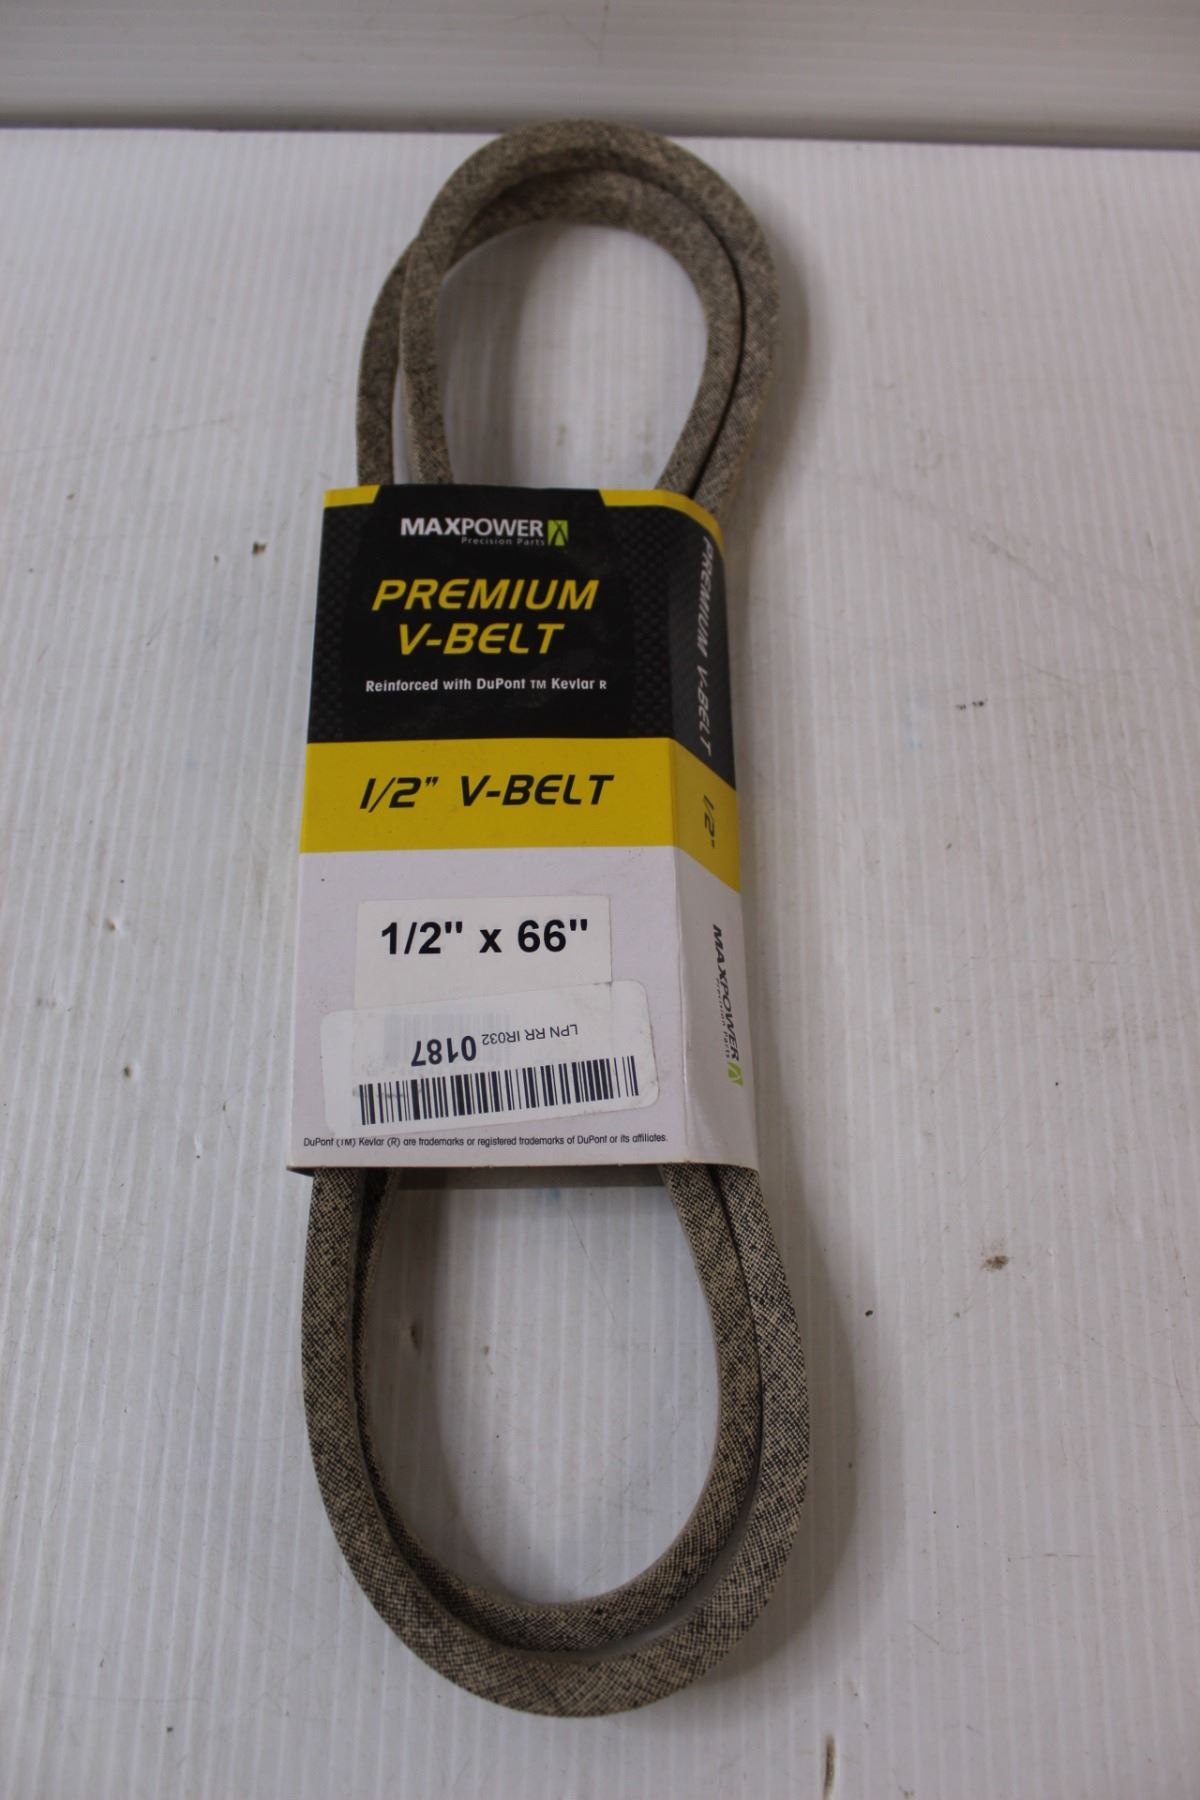 MAXPOWER
Precision Parts
PREMIUM
V-BELT
Reinforced with DuPont TM Kevlar R
1/2" V-BELT
1/2" x 66"
LPN RR IR032 0187
DuPont (TM) Kevlar (R) are trademarks or registered trademarks of DuPont or its affiliates.
PREMIUM V-BELT
1/2"
MAXPOWER
Precision Parts